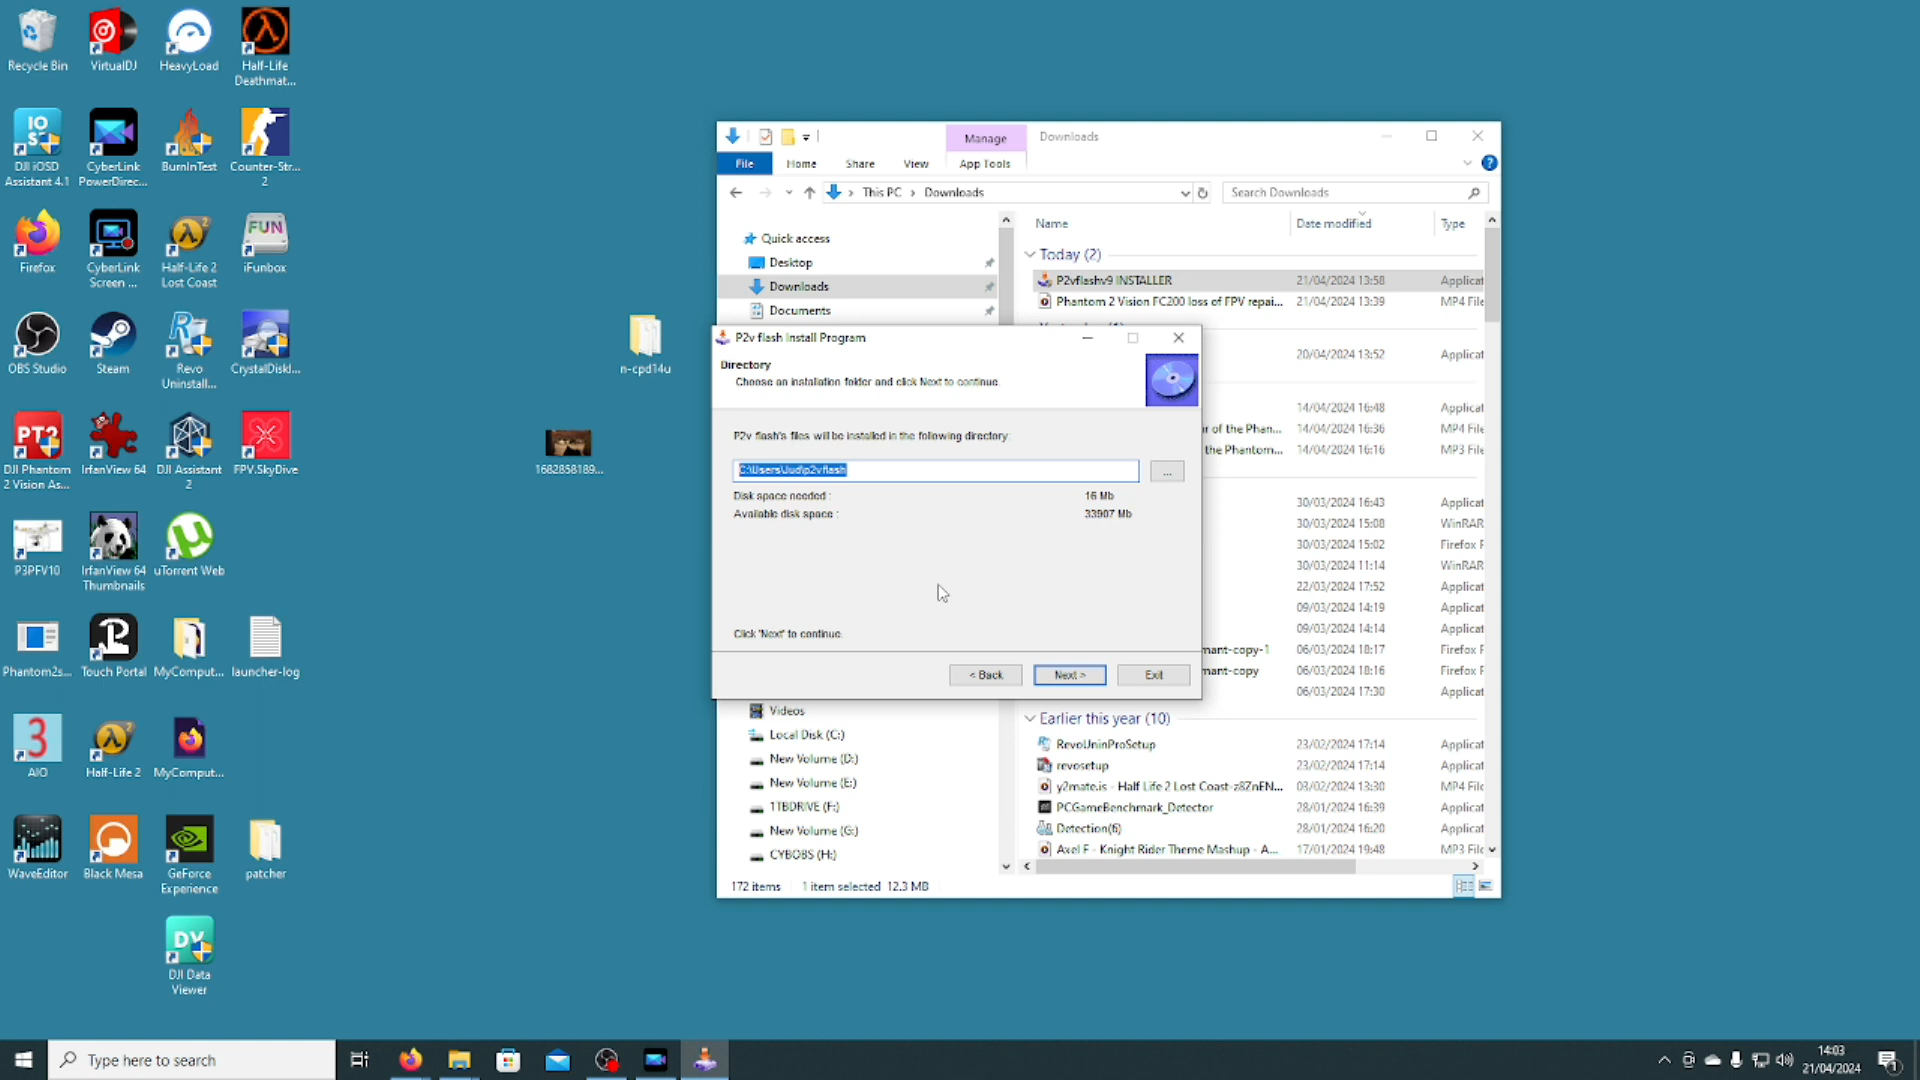 Recycle Bin
VirtualDJ
HeavyLoad
Half-Life
Deathmat...
DJI iOSD
Assistant 4.1
CyberLink
PowerDirec...
BurnInTest
Counter-Str...
2
Firefox
CyberLink
Screen ...
Half-Life 2
Lost Coast
iFunbox
OBS Studio
Steam
Revo
Uninstall...
CrystalDiskI...
DJI Phantom
2 Vision As...
IrfanView 64
DJI Assistant
2
FPV.SkyDive
P3PFV10
IrfanView 64
Thumbnails
uTorrent Web
Phantom2s...
Touch Portal
MyComput...
launcher-log
AIO
Half-Life 2
MyComput...
WaveEditor
Black Mesa
GeForce
Experience
patcher
DJI Data
Viewer
n-cpd14u
1682858189...
Manage
Downloads
File
Home
Share
View
App Tools
This PC > Downloads
Search Downloads
Quick access
Desktop
Downloads
Documents
Name
Date modified
Type
Today (2)
P2vflashv9 INSTALLER 21/04/2024 13:58 Applicat
Phantom 2 Vision FC200 loss of FPV repai... 21/04/2024 13:39 MP4 File
20/04/2024 13:52 Applicat
14/04/2024 16:48 Applicat
r of the Phan... 14/04/2024 16:36 MP4 File
the Phantom... 14/04/2024 16:16 MP3 File
30/03/2024 16:43 Applicat
30/03/2024 15:08 WinRAR
30/03/2024 15:02 Firefox F
30/03/2024 11:14 WinRAR
22/03/2024 17:52 Applicat
09/03/2024 14:19 Applicat
09/03/2024 14:14 Applicat
mant-copy-1 06/03/2024 18:17 Firefox F
mant-copy 06/03/2024 18:16 Firefox F
06/03/2024 17:30 Applicat
P2v flash Install Program
Directory
Choose an installation folder and click Next to continue.
P2v flash's files will be installed in the following directory:
C:\Users\Jud\p2vflash
...
Disk space needed : 16 Mb
Available disk space : 33907 Mb
Click 'Next' to continue.
< Back
Next >
Exit
Videos
Local Disk (C:)
New Volume (D:)
New Volume (E:)
1TBDRIVE (F:)
New Volume (G:)
CYBOBS (H:)
Earlier this year (10)
RevoUninProSetup 23/02/2024 17:14 Applicat
revosetup 23/02/2024 17:14 Applicat
y2mate.is - Half Life 2 Lost Coast-z8ZnEN... 03/02/2024 13:30 MP4 File
PCGameBenchmark_Detector 28/01/2024 16:39 Applicat
Detection(6) 28/01/2024 16:20 Applicat
Axel F - Knight Rider Theme Mashup - A... 17/01/2024 19:48 MP3 File
172 items
1 item selected 12.3 MB
Type here to search
14:03
21/04/2024